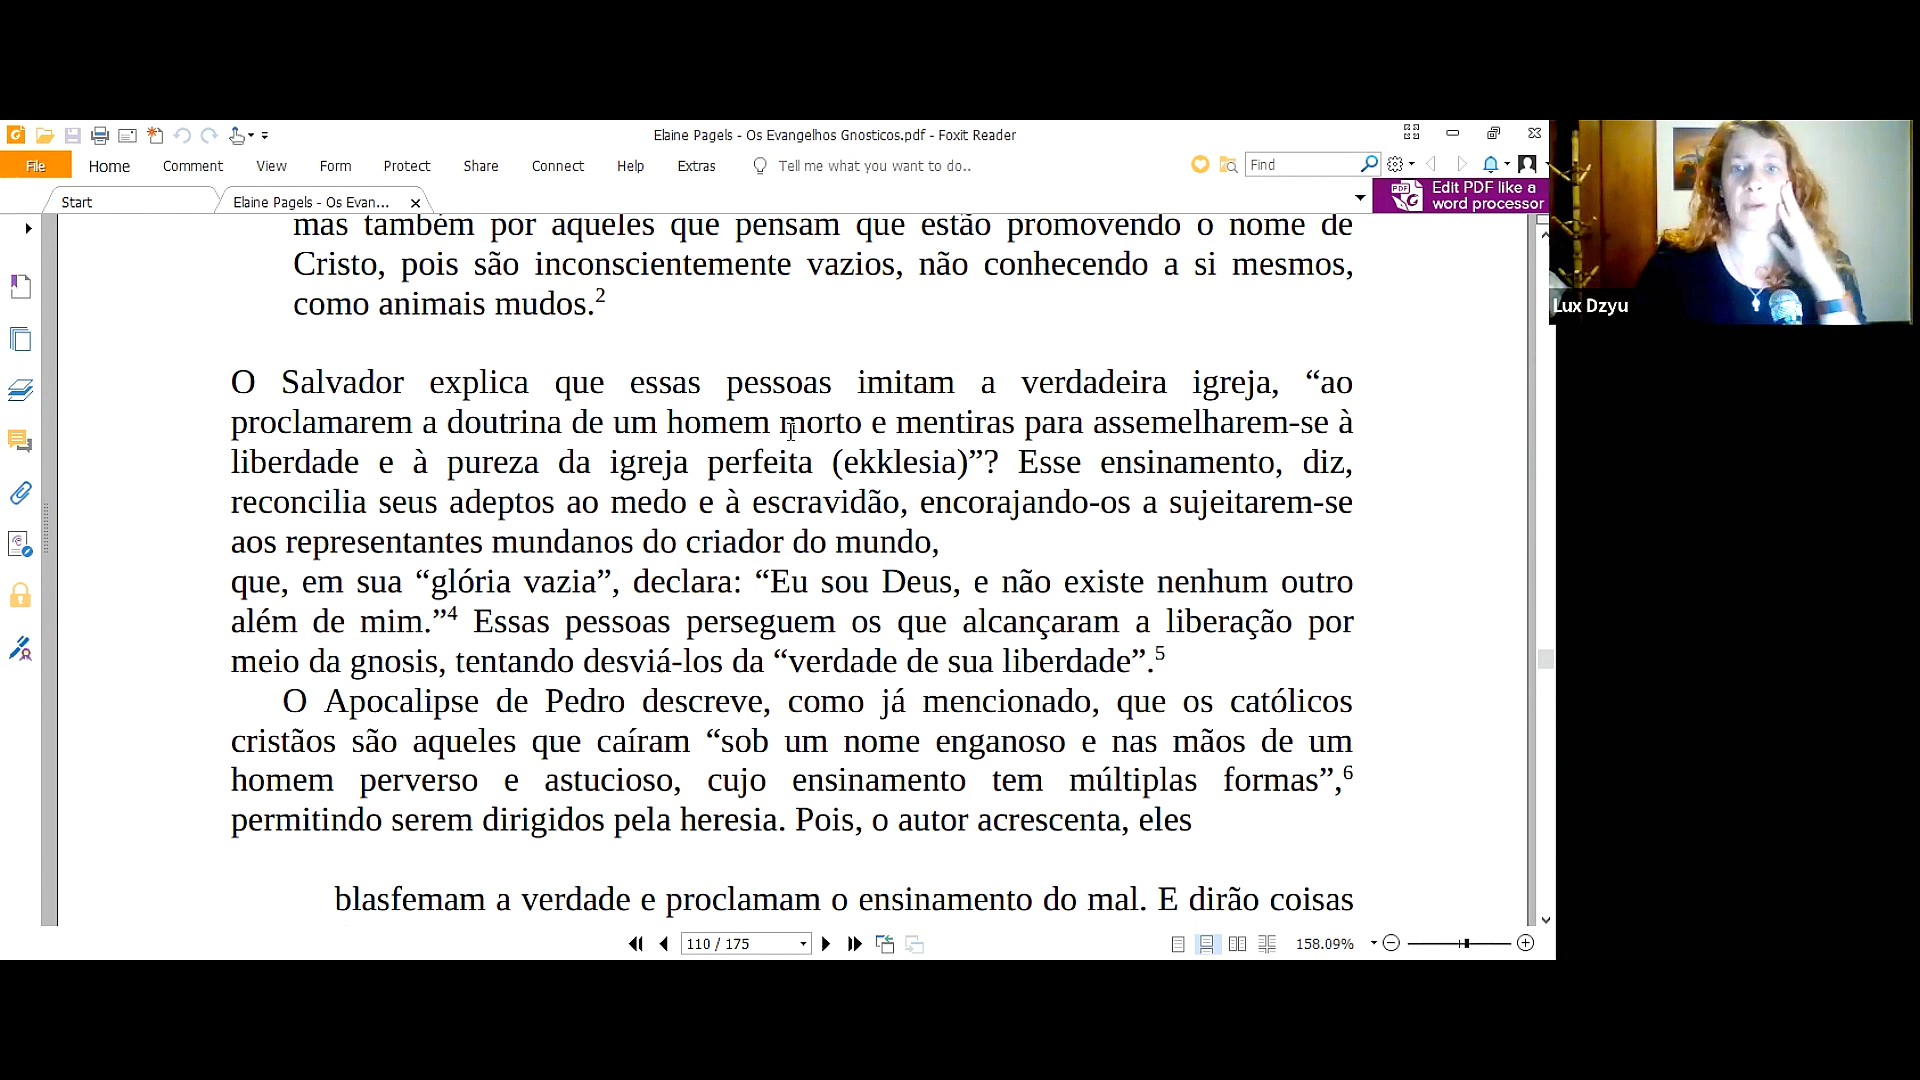 Elaine Pagels - Os Evangelhos Gnosticos.pdf - Foxit Reader
File Home Comment View Form Protect Share Connect Help Extras Tell me what you want to do.. Find
Start Elaine Pagels - Os Evan...
Edit PDF like a
word processor
mas também por aqueles que pensam que estão promovendo o nome de
Cristo, pois são inconscientemente vazios, não conhecendo a si mesmos,
como animais mudos.2
O Salvador explica que essas pessoas imitam a verdadeira igreja, “ao
proclamarem a doutrina de um homem morto e mentiras para assemelharem-se à
liberdade e à pureza da igreja perfeita (ekklesia)”? Esse ensinamento, diz,
reconcilia seus adeptos ao medo e à escravidão, encorajando-os a sujeitarem-se
aos representantes mundanos do criador do mundo,
que, em sua “glória vazia”, declara: “Eu sou Deus, e não existe nenhum outro
além de mim.”4 Essas pessoas perseguem os que alcançaram a liberação por
meio da gnosis, tentando desviá-los da “verdade de sua liberdade”.5
O Apocalipse de Pedro descreve, como já mencionado, que os católicos
cristãos são aqueles que caíram “sob um nome enganoso e nas mãos de um
homem perverso e astucioso, cujo ensinamento tem múltiplas formas”,6
permitindo serem dirigidos pela heresia. Pois, o autor acrescenta, eles
blasfemam a verdade e proclamam o ensinamento do mal. E dirão coisas
110 / 175
158.09%
Lux Dzyu